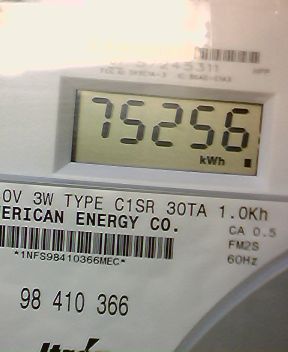 75256
kWh
0V 3W TYPE C1SR 30TA 1.0Kh
ERICAN ENERGY CO.
CA 0.5
FM2S
60Hz
*1NFS98410366MEC*
98 410 366